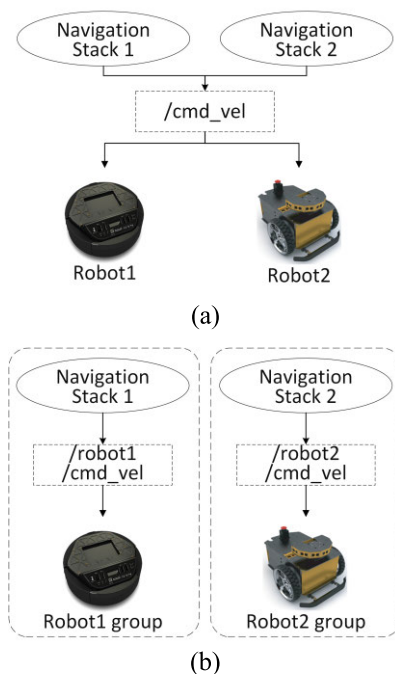 Navigation
Stack 1
Navigation
Stack 2
/cmd_vel
Robot1
Robot2
(a)
Navigation
Stack 1
Navigation
Stack 2
/robot1
/cmd_vel
/robot2
/cmd_vel
Robot1 group
Robot2 group
(b)